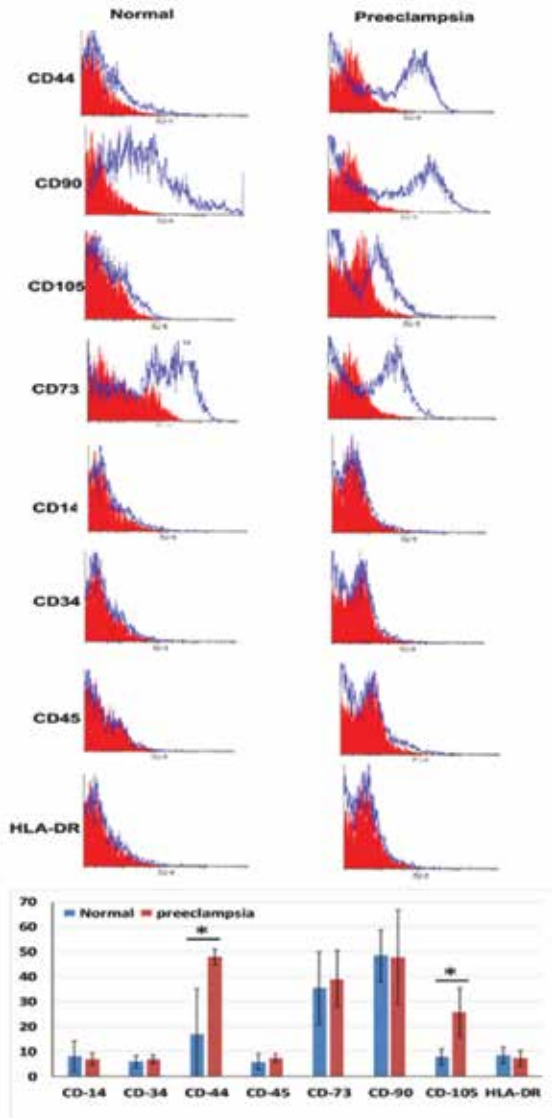 Normal Preeclampsia
CD44
CD90
CD105
CD73
CD14
CD34
CD45
HLA-DR
70
60
50
40
30
20
10
0
Normal preeclampsia
*
*
CD-14 CD-34 CD-44 CD-45 CD-73 CD-90 CD-105 HLA-DR